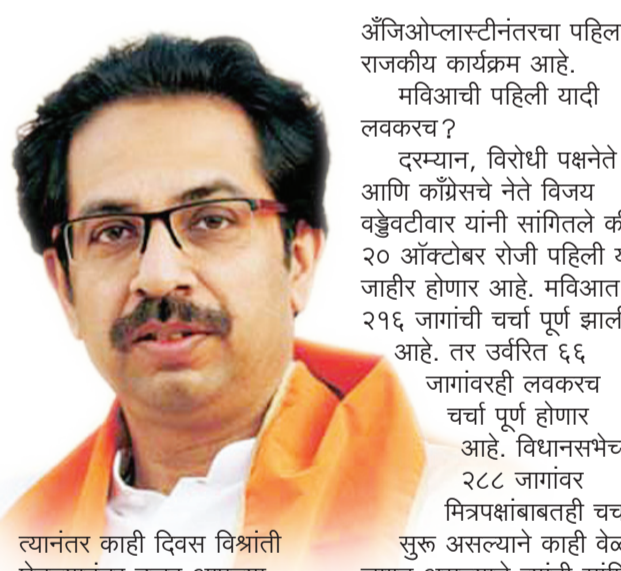 अँजिओप्लास्टीनंतरचा पहिल
राजकीय कार्यक्रम आहे.
मविआची पहिली यादी
लवकरच?
दरम्यान, विरोधी पक्षनेते
आणि काँग्रेसचे नेते विजय
वड्डेवटीवार यांनी सांगितले की
२० ऑक्टोबर रोजी पहिली
जाहीर होणार आहे. मविआत
२१६ जागांची चर्चा पूर्ण झाली
आहे. तर उर्वरित ६६
जागांवरही लवकरच
चर्चा पूर्ण होणार
आहे. विधानसभेच
२८८ जागांवर
मित्रपक्षांबाबतही चच
सुरू असल्याने काही वेळ
त्यानंतर काही दिवस विश्रांती